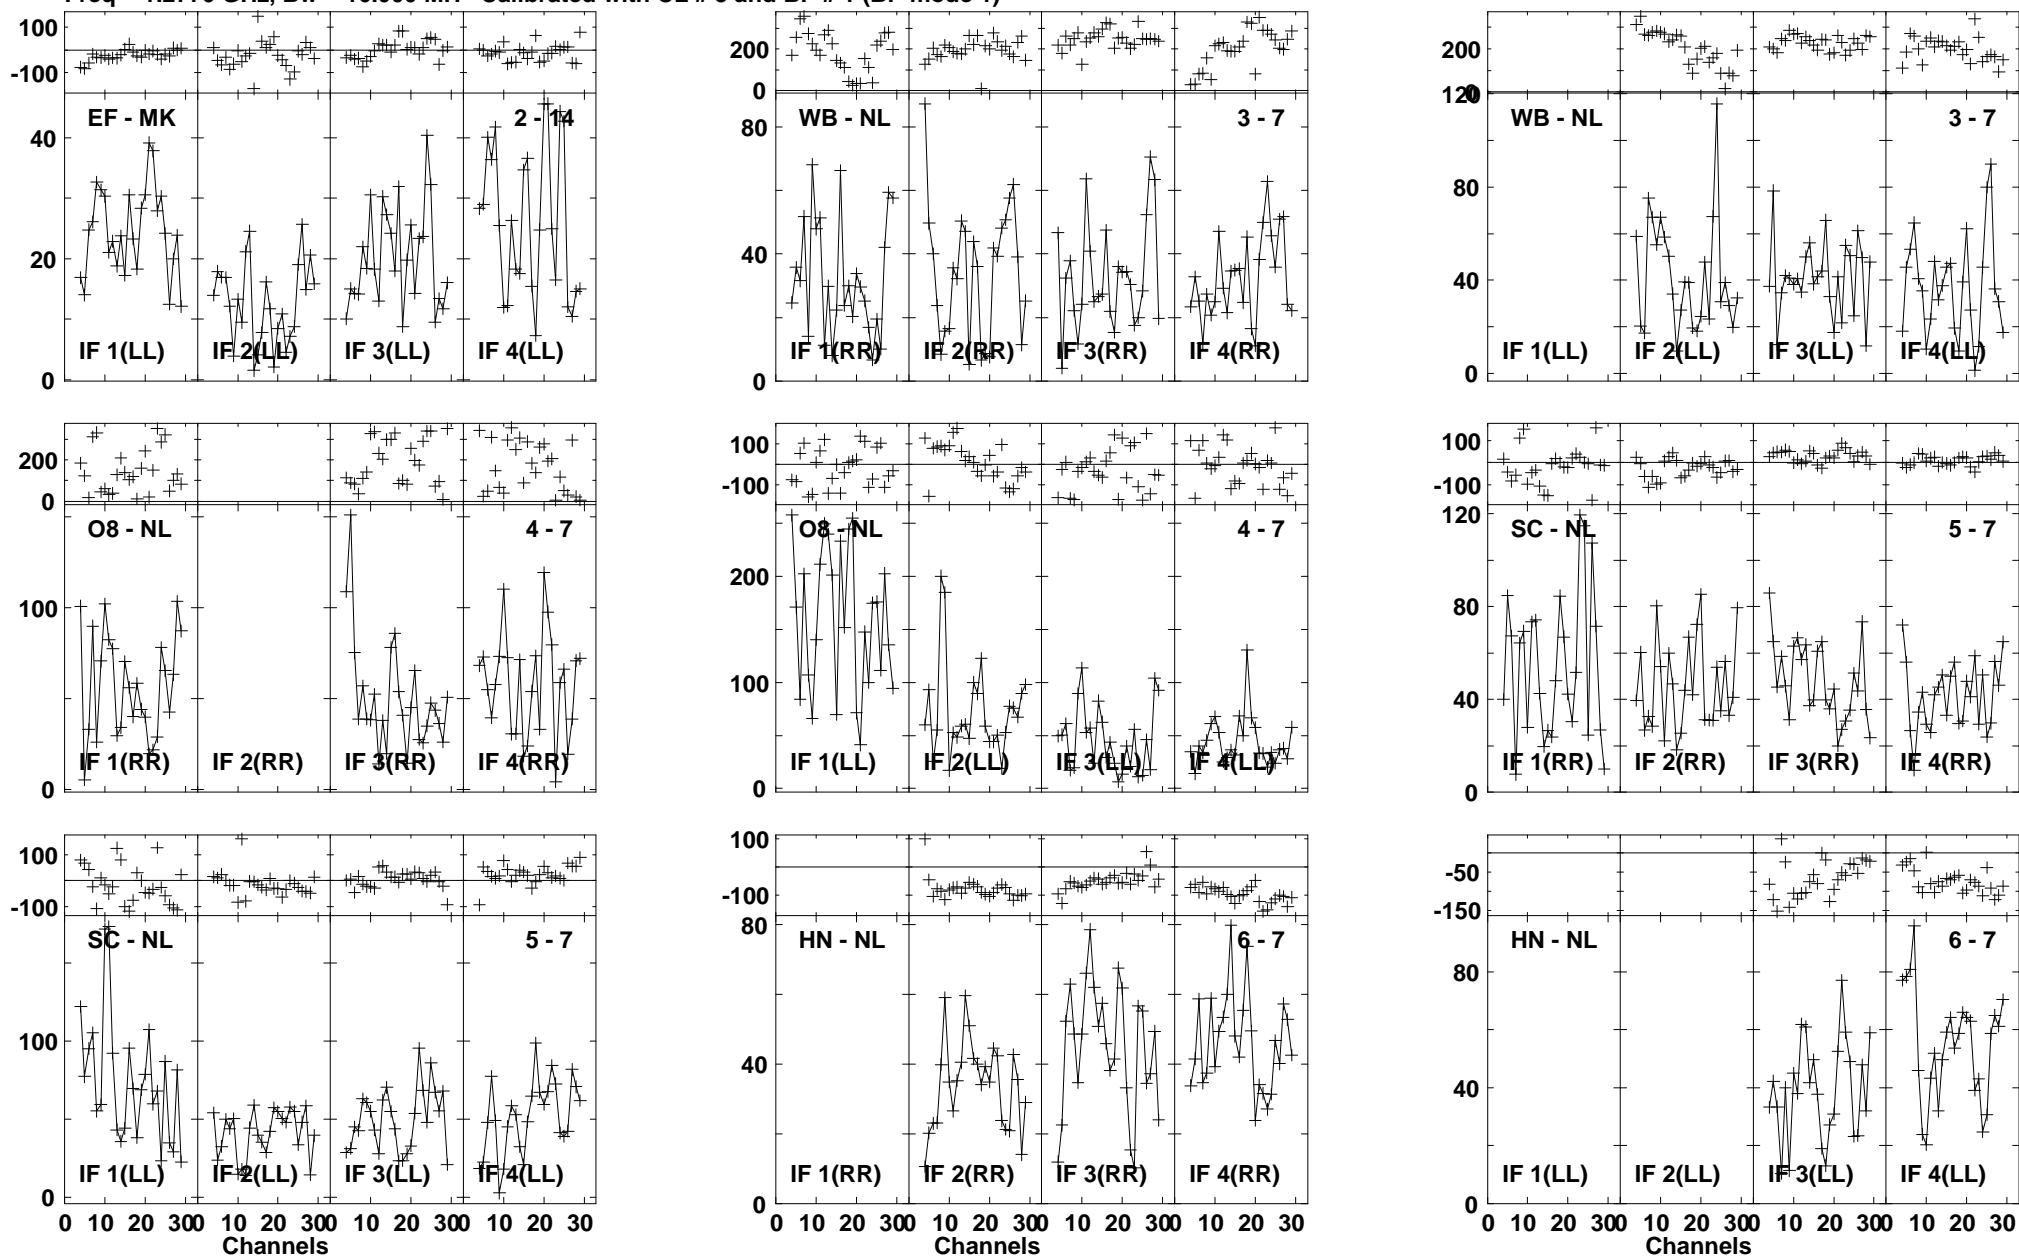 100
-100
EF - MK
2 - 14
40
20
0
IF 1(LL)
IF 2(LL)
IF 3(LL)
IF 4(LL)
200
0
WB - NL
3 - 7
80
40
0
IF 1(RR)
IF 2(RR)
IF 3(RR)
IF 4(RR)
200
0
120
WB - NL
3 - 7
80
40
0
IF 1(LL)
IF 2(LL)
IF 3(LL)
IF 4(LL)
200
0
O8 - NL
4 - 7
100
0
IF 1(RR)
IF 2(RR)
IF 3(RR)
IF 4(RR)
100
-100
O8 - NL
4 - 7
200
100
0
IF 1(LL)
IF 2(LL)
IF 3(LL)
IF 4(LL)
100
-100
120
SC - NL
5 - 7
80
40
0
IF 1(RR)
IF 2(RR)
IF 3(RR)
IF 4(RR)
100
-100
SC - NL
5 - 7
100
0
IF 1(LL)
IF 2(LL)
IF 3(LL)
IF 4(LL)
0 10 20 30 0 10 20 30 0 10 20 30 0 10 20 30
Channels
100
-100
80
HN - NL
6 - 7
40
0
IF 1(RR)
IF 2(RR)
IF 3(RR)
IF 4(RR)
0 10 20 30 0 10 20 30 0 10 20 30 0 10 20 30
Channels
-50
-150
HN - NL
6 - 7
80
40
0
IF 1(LL)
IF 2(LL)
IF 3(LL)
IF 4(LL)
0 10 20 30 0 10 20 30 0 10 20 30 0 10 20 30
Channels